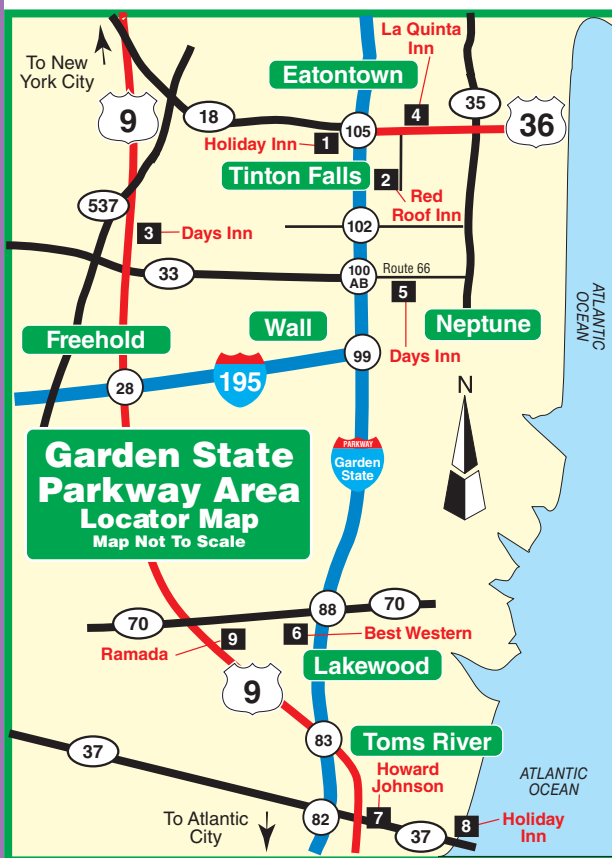 La Quinta
Inn
To New
York City
Eatontown
9
18
35
4
36
105
Holiday Inn
1
Tinton Falls
2
Red
Roof Inn
537
3
Days Inn
102
33
100
AB
Route 66
5
ATLANTIC
OCEAN
Freehold
Wall
Neptune
99
Days Inn
28
195
N
Garden State
Parkway Area
Locator Map
Map Not To Scale
PARKWAY
Garden
State
88
70
70
9
6
Best Western
Ramada
Lakewood
9
83
Toms River
37
Howard
Johnson
ATLANTIC
OCEAN
To Atlantic
City
82
7
37
8
Holiday
Inn